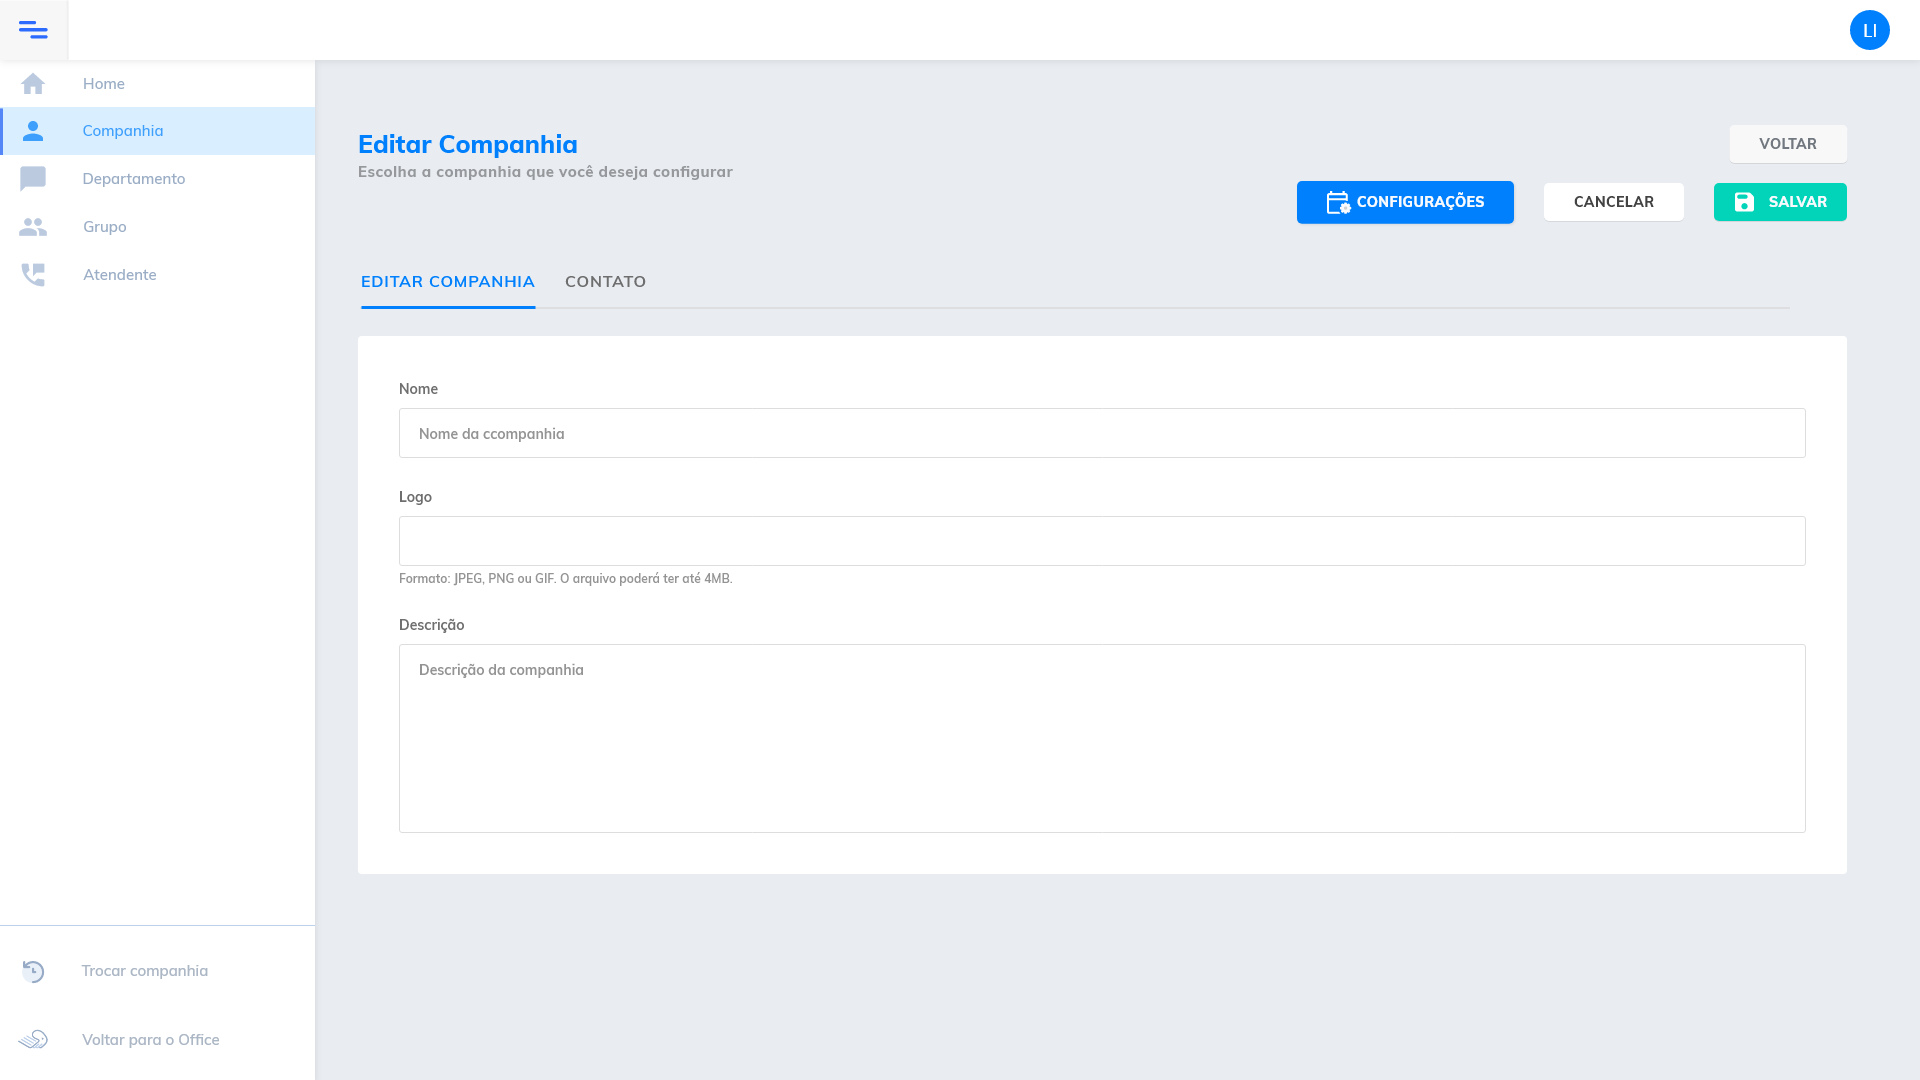 LI
Home
Companhia
Departamento
Grupo
Atendente
Trocar companhia
Voltar para o Office
Editar Companhia
Escolha a companhia que você deseja configurar
VOLTAR
CONFIGURAÇÕES
CANCELAR
SALVAR
EDITAR COMPANHIA
CONTATO
Nome
Nome da ccompanhia
Logo
Formato: JPEG, PNG ou GIF. O arquivo poderá ter até 4MB.
Descrição
Descrição da companhia